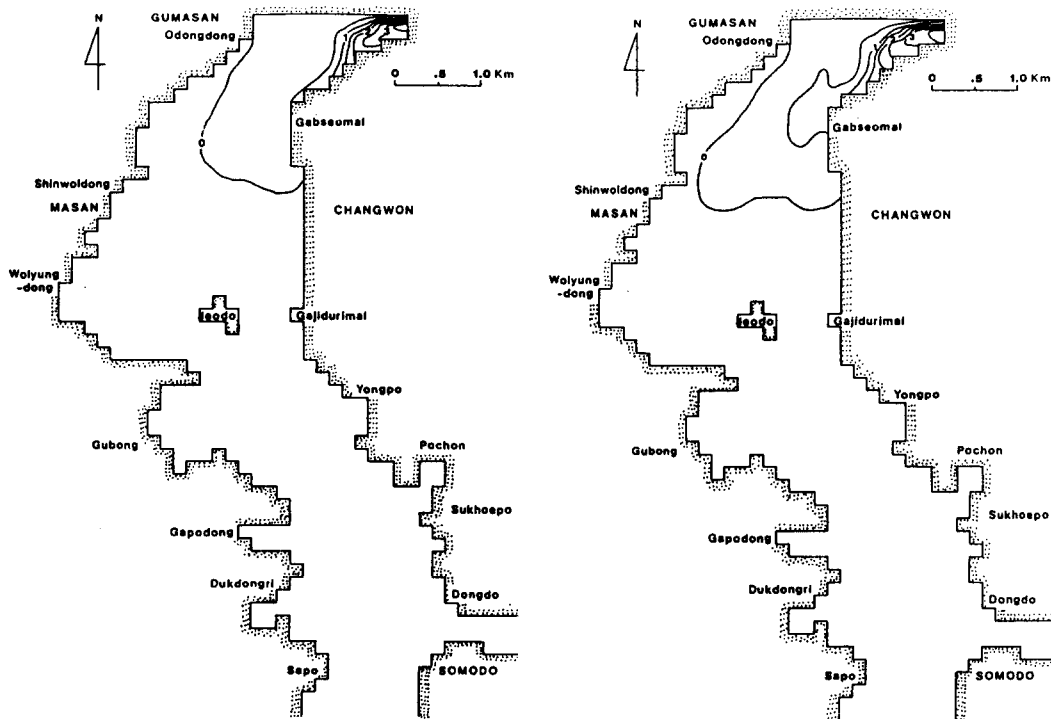 N
GUMASAN
Odongdong
0 .5 1.0 Km
Gabseomal
0
Shinwoldong
MASAN
CHANGWON
Wolyung
-dong
Jeodo
Gajidurimal
Yongpo
Gubong
Pochon
Sukhoepo
Gapodong
Dukdongri
Dongdo
Sapo
SOMODO
N
GUMASAN
Odongdong
0 .5 1.0 Km
Gabseomal
0
Shinwoldong
MASAN
CHANGWON
Wolyung
-dong
Jeodo
Gajidurimal
Yongpo
Gubong
Pochon
Sukhoepo
Gapodong
Dukdongri
Dongdo
Sapo
SOMODO